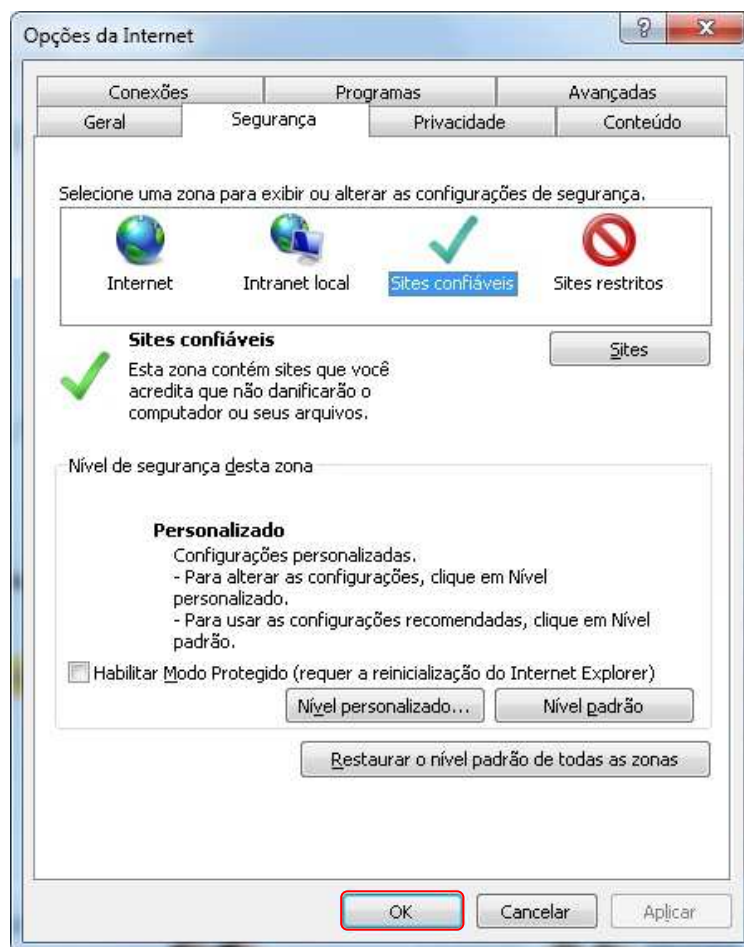 Opções da Internet
?
Conexões Programas Avançadas
Geral Segurança Privacidade Conteúdo
Selecione uma zona para exibir ou alterar as configurações de segurança.
Internet Intranet local Sites confiáveis Sites restritos
Sites confiáveis
Sites
Esta zona contém sites que você
acredita que não danificarão o
computador ou seus arquivos.
Nível de segurança desta zona
Personalizado
Configurações personalizadas.
- Para alterar as configurações, clique em Nível
personalizado.
- Para usar as configurações recomendadas, clique em Nível
padrão.
Habilitar Modo Protegido (requer a reinicialização do Internet Explorer)
Nível personalizado... Nível padrão
Restaurar o nível padrão de todas as zonas
OK Cancelar Aplicar